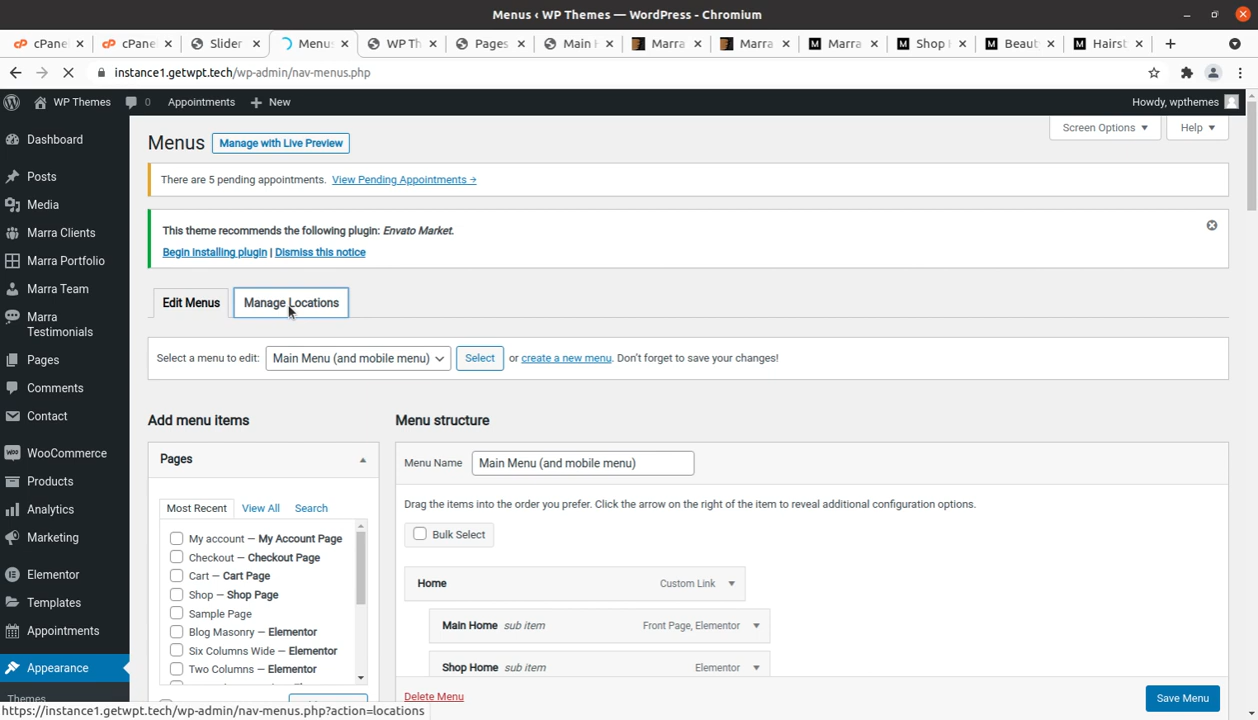 Menus ‹ WP Themes — WordPress - Chromium
cPane
cPane
Slider
Menu
WP Th
Pages
Main
Marra
Marra
Marra
Shop
Beaut
Hairst
instance1.getwpt.tech/wp-admin/nav-menus.php
WP Themes 0 Appointments New Howdy, wpthemes
Screen Options Help
Menus Manage with Live Preview
There are 5 pending appointments. View Pending Appointments →
This theme recommends the following plugin: Envato Market.
Begin installing plugin | Dismiss this notice
Edit Menus Manage Locations
Select a menu to edit: Main Menu (and mobile menu) Select or create a new menu. Don't forget to save your changes!
Add menu items
Pages
Most Recent View All Search
My account — My Account Page
Checkout — Checkout Page
Cart — Cart Page
Shop — Shop Page
Sample Page
Blog Masonry — Elementor
Six Columns Wide — Elementor
Two Columns — Elementor
Menu structure
Menu Name Main Menu (and mobile menu)
Drag the items into the order you prefer. Click the arrow on the right of the item to reveal additional configuration options.
Bulk Select
Home Custom Link
Main Home sub item Front Page, Elementor
Shop Home sub item Elementor
Delete Menu Save Menu
Dashboard
Posts
Media
Marra Clients
Marra Portfolio
Marra Team
Marra
Testimonials
Pages
Comments
Contact
WooCommerce
Products
Analytics
Marketing
Elementor
Templates
Appointments
Appearance
Themes
https://instance1.getwpt.tech/wp-admin/nav-menus.php?action=locations